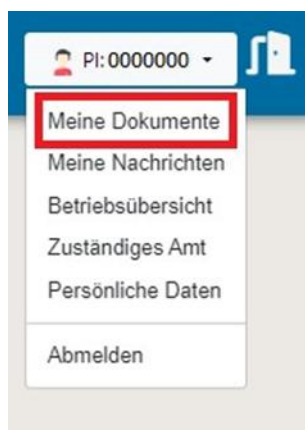 PI: 0000000
Meine Dokumente
Meine Nachrichten
Betriebsübersicht
Zuständiges Amt
Persönliche Daten
Abmelden